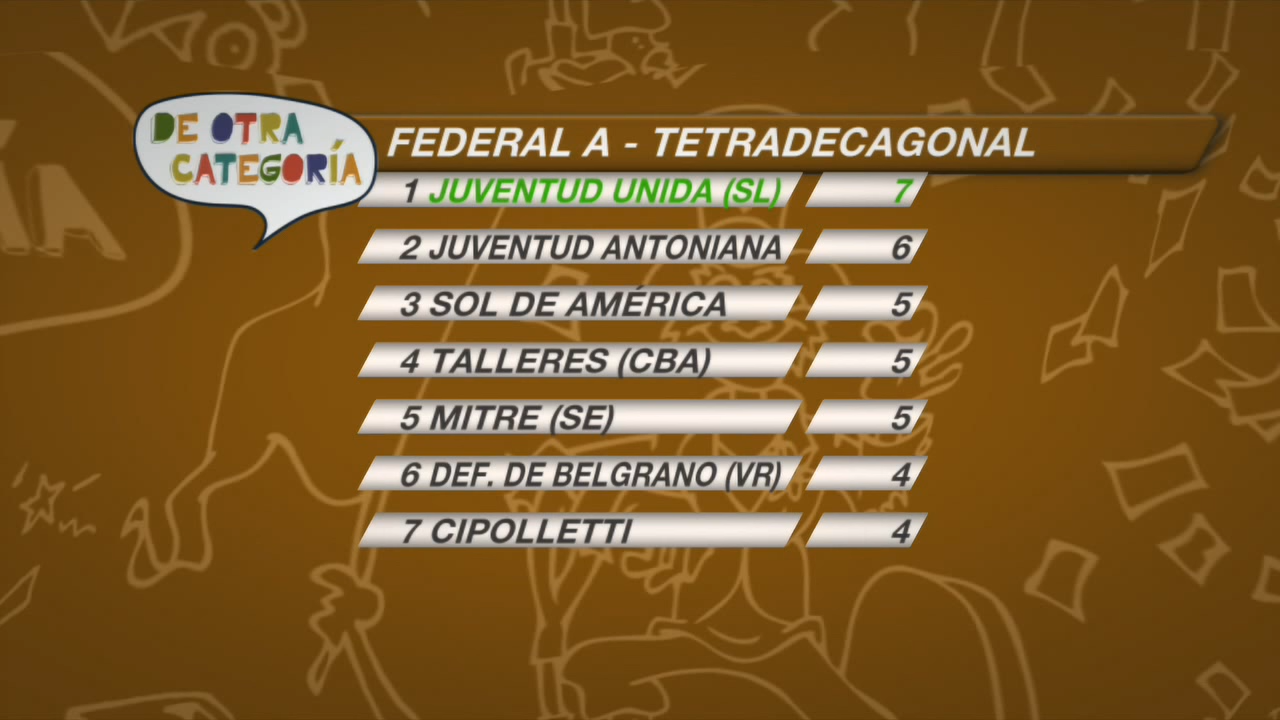 DE OTRA
CATEGORÍA
FEDERAL A - TETRADECAGONAL
1 JUVENTUD UNIDA (SL) 7
2 JUVENTUD ANTONIANA 6
3 SOL DE AMÉRICA 5
4 TALLERES (CBA) 5
5 MITRE (SE) 5
6 DEF. DE BELGRANO (VR) 4
7 CIPOLLETTI 4